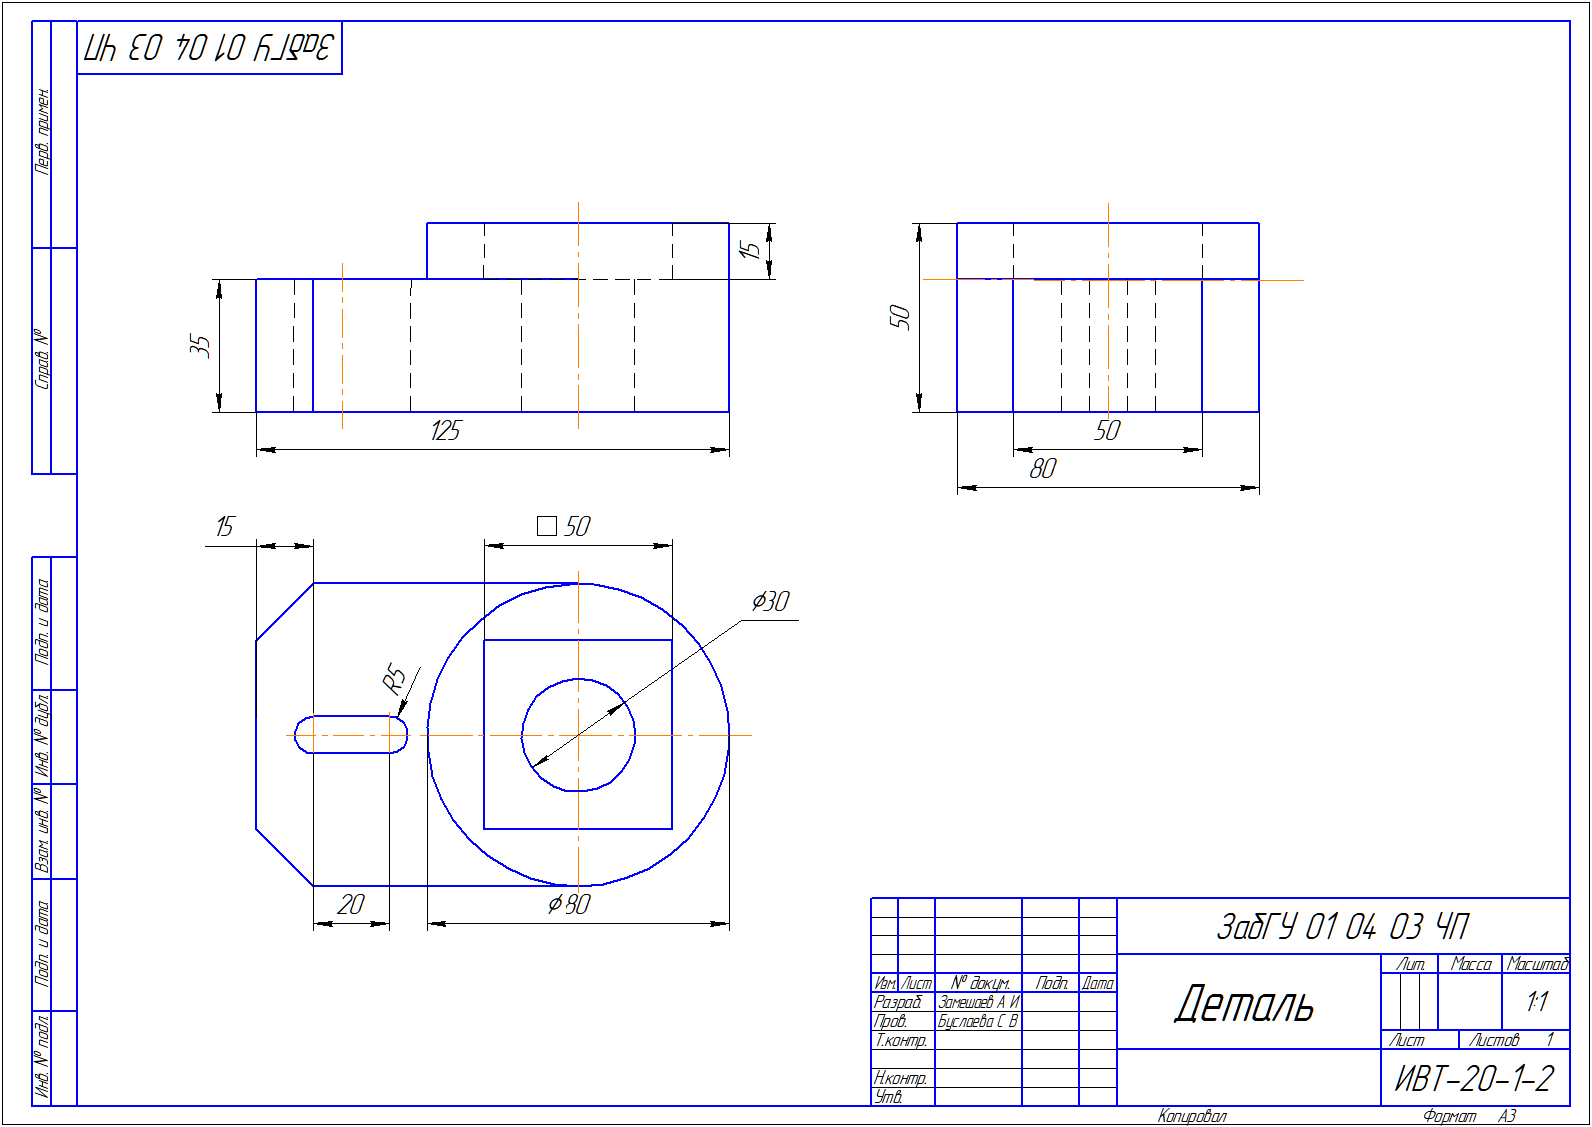 ЗабГУ 01 04 03 ЧП
Перв. примен.
Справ. №
Подп. и дата
Инв. № дубл.
Взам. инв. №
Подп. и дата
Инв. № подл.
15
35
125
50
50
80
15
□ 50
⌀30
R5
20
⌀80
ЗабГУ 01 04 03 ЧП
Изм. Лист № докум. Подп. Дата
Разраб. Замешаев А И
Пров. Буслаева С В
Т.контр.
Н.контр.
Утв.
Деталь
Лит. Масса Масштаб
1:1
Лист Листов 1
ИВТ-20-1-2
Копировал Формат А3